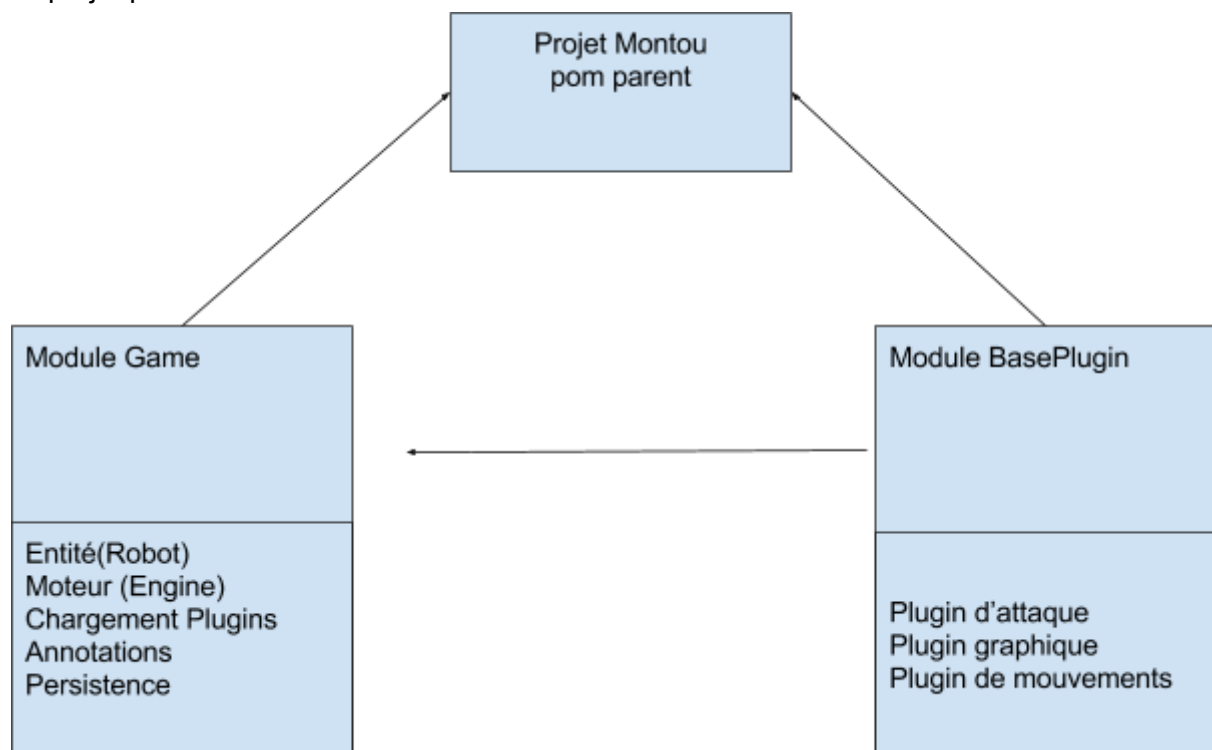 Projet Montou
pom parent
Module Game
Entité(Robot)
Moteur (Engine)
Chargement Plugins
Annotations
Persistence
Module BasePlugin
Plugin d'attaque
Plugin graphique
Plugin de mouvements